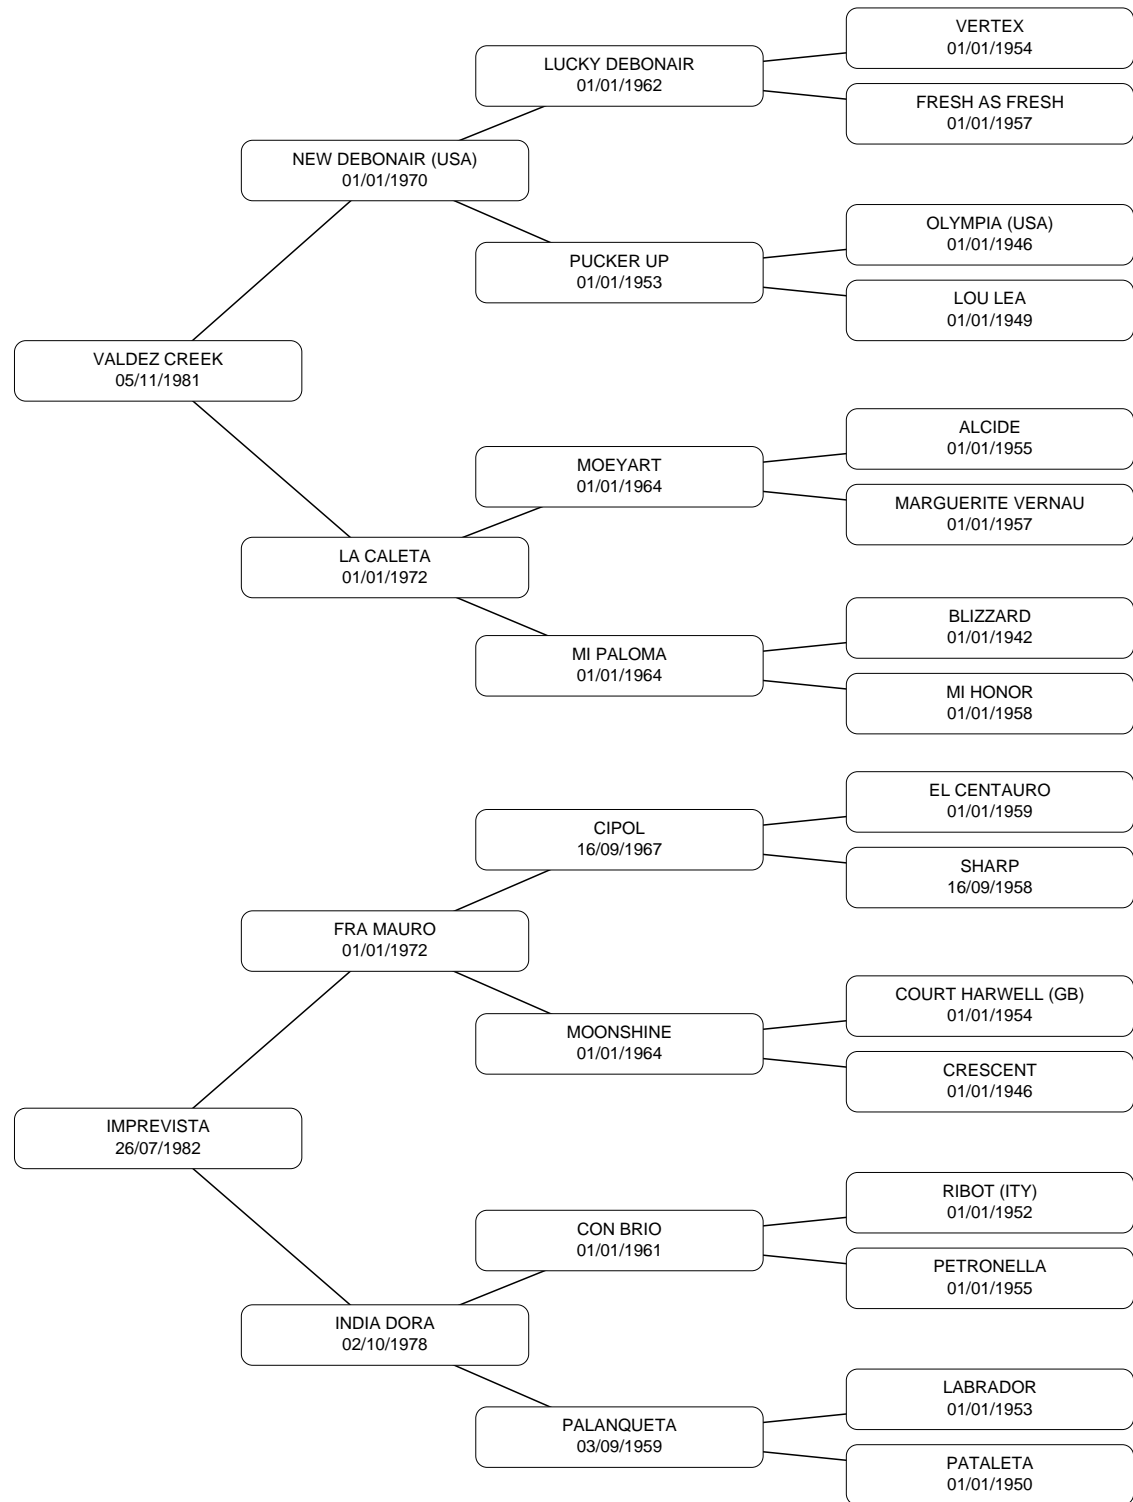 VERTEX
01/01/1954
LUCKY DEBONAIR
01/01/1962
FRESH AS FRESH
01/01/1957
NEW DEBONAIR (USA)
01/01/1970
OLYMPIA (USA)
01/01/1946
PUCKER UP
01/01/1953
LOU LEA
01/01/1949
VALDEZ CREEK
05/11/1981
ALCIDE
01/01/1955
MOEYART
01/01/1964
MARGUERITE VERNAU
01/01/1957
LA CALETA
01/01/1972
BLIZZARD
01/01/1942
MI PALOMA
01/01/1964
MI HONOR
01/01/1958
EL CENTAURO
01/01/1959
CIPOL
16/09/1967
SHARP
16/09/1958
FRA MAURO
01/01/1972
COURT HARWELL (GB)
01/01/1954
MOONSHINE
01/01/1964
CRESCENT
01/01/1946
IMPREVISTA
26/07/1982
RIBOT (ITY)
01/01/1952
CON BRIO
01/01/1961
PETRONELLA
01/01/1955
INDIA DORA
02/10/1978
LABRADOR
01/01/1953
PALANQUETA
03/09/1959
PATALETA
01/01/1950